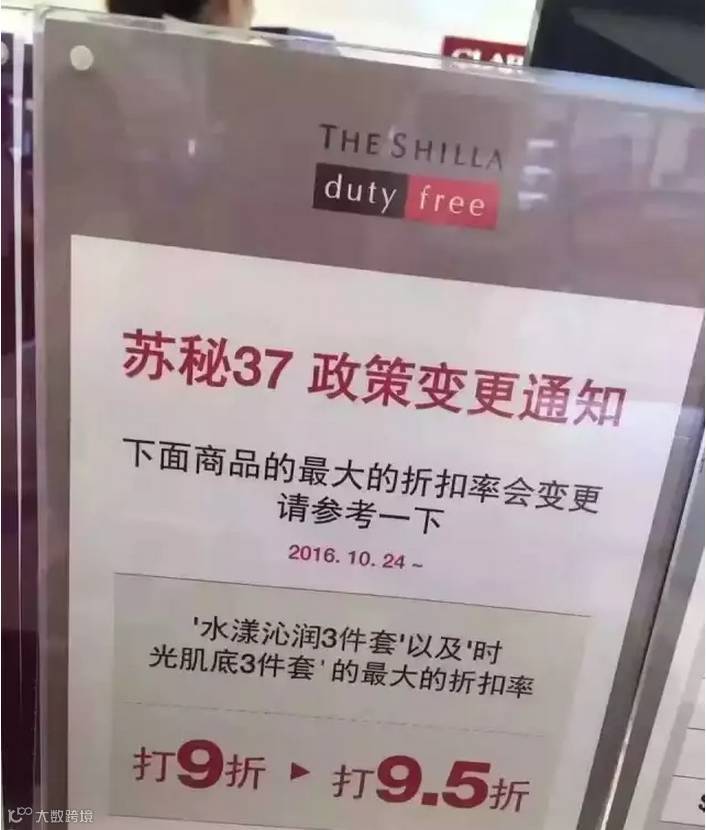 THE SHILLA
duty free
苏秘37 政策变更通知
下面商品的最大的折扣率会变更
请参考一下
2016. 10. 24 ~
'水漾沁润3件套'以及'时
光肌底3件套'的最大的折扣率
打9折 ▶ 打9.5折
大数跨境